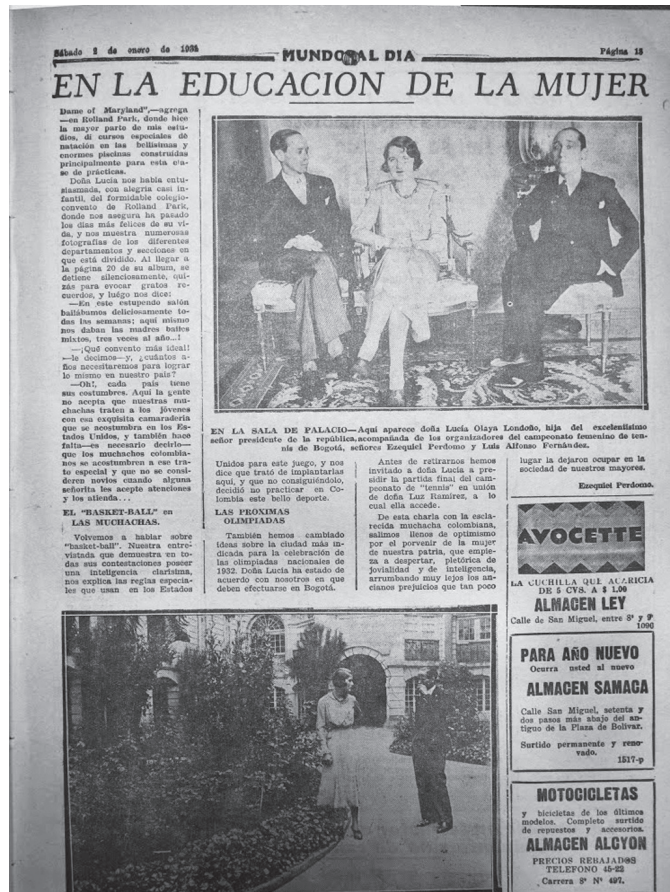 Sábado 2 de enero de 1932
MUNDO AL DIA
Página 15
EN LA EDUCACION DE LA MUJER
Dame of Maryland",—agrega
—en Rolland Park, donde hice
la mayor parte de mis estu-
dios, dí cursos especiales de
natación en las bellísimas y
enormes piscinas construidas
principalmente para esta cla-
se de prácticas.
Doña Lucía nos habla entu-
siasmada, con alegría casi in-
fantil, del formidable colegio-
convento de Rolland Park,
donde nos asegura ha pasado
los días más felices de su vi-
da, y nos muestra numerosas
fotografías de los diferentes
departamentos y secciones en
que está dividido. Al llegar a
la página 20 de su album, se
detiene silenciosamente, qui-
zás para evocar gratos re-
cuerdos, y luégo nos dice:
—En este estupendo salón
bailábamos deliciosamente to-
das las semanas; aquí mismo
nos daban las madres bailes
mixtos, tres veces al año...!
—¡Qué convento más ideal!
—le decimos—y, ¿cuántos a-
ños necesitaremos para lograr
lo mismo en nuestro país?
—Oh!, cada país tiene
sus costumbres. Aquí la gente
no acepta que nuestras mu-
chachas traten a los jóvenes
con esa exquisita camaradería
que se acostumbra en los Es-
tados Unidos, y también hace
falta—es necesario decirlo—
que los muchachos colombia-
nos se acostumbren a ese tra-
to especial y que no se consi-
deren novios cuando alguna
señorita les acepte atenciones
y los atienda...
EL "BASKET-BALL" en
LAS MUCHACHAS.
Volvemos a hablar sobre
"basket-ball". Nuestra entre-
vistada que demuestra en to-
das sus contestaciones poseer
una inteligencia clarísima,
nos explica las reglas especia-
les que usan en los Estados
EN LA SALA DE PALACIO—Aquí aparece doña Lucía Olaya Londoño, hija del excelentísimo
señor presidente de la república, acompañada de los organizadores del campeonato femenino de ten-
nis de Bogotá, señores Ezequiel Perdomo y Luis Alfonso Fernández.
Unidos para este juego, y nos
dice que trató de implantarlas
aquí, y que no consiguiéndolo,
decidió no practicar en Co-
lombia este bello deporte.
LAS PROXIMAS
OLIMPIADAS
También hemos cambiado
ideas sobre la ciudad más in-
dicada para la celebración de
las olimpiadas nacionales de
1932. Doña Lucía ha estado de
acuerdo con nosotros en que
deben efectuarse en Bogotá.
Antes de retirarnos hemos
invitado a doña Lucía a pre-
sidir la partida final del cam-
peonato de "tennis" en unión
de doña Luz Ramírez, a lo
cual ella accede.
De esta charla con la escla-
recida muchacha colombiana,
salimos llenos de optimismo
por el porvenir de la mujer
de nuestra patria, que empie-
za a despertar, pletórica de
jovialidad y de inteligencia,
arrumbando muy lejos los an-
cianos prejuicios que tan poco
lugar la dejaron ocupar en la
sociedad de nuestros mayores.
Ezequiel Perdomo.
AVOCETTE
LA CUCHILLA QUE ACARICIA
DE 5 CVS. A $ 1,00
ALMACEN LEY
Calle de San Miguel, entre 8ª y 9ª
1090
PARA AÑO NUEVO
Ocurra usted al nuevo
ALMACEN SAMACA
Calle San Miguel, setenta y
dos pasos más abajo del an-
tiguo de la Plaza de Bolívar.
Surtido permanente y reno-
vado.
1517-p
MOTOCICLETAS
y bicicletas de los últimos
modelos. Completo surtido
de repuestos y accesorios.
ALMACEN ALCYON
PRECIOS REBAJADOS
TELEFONO 45-22
Carrera 8ª Nº 497.